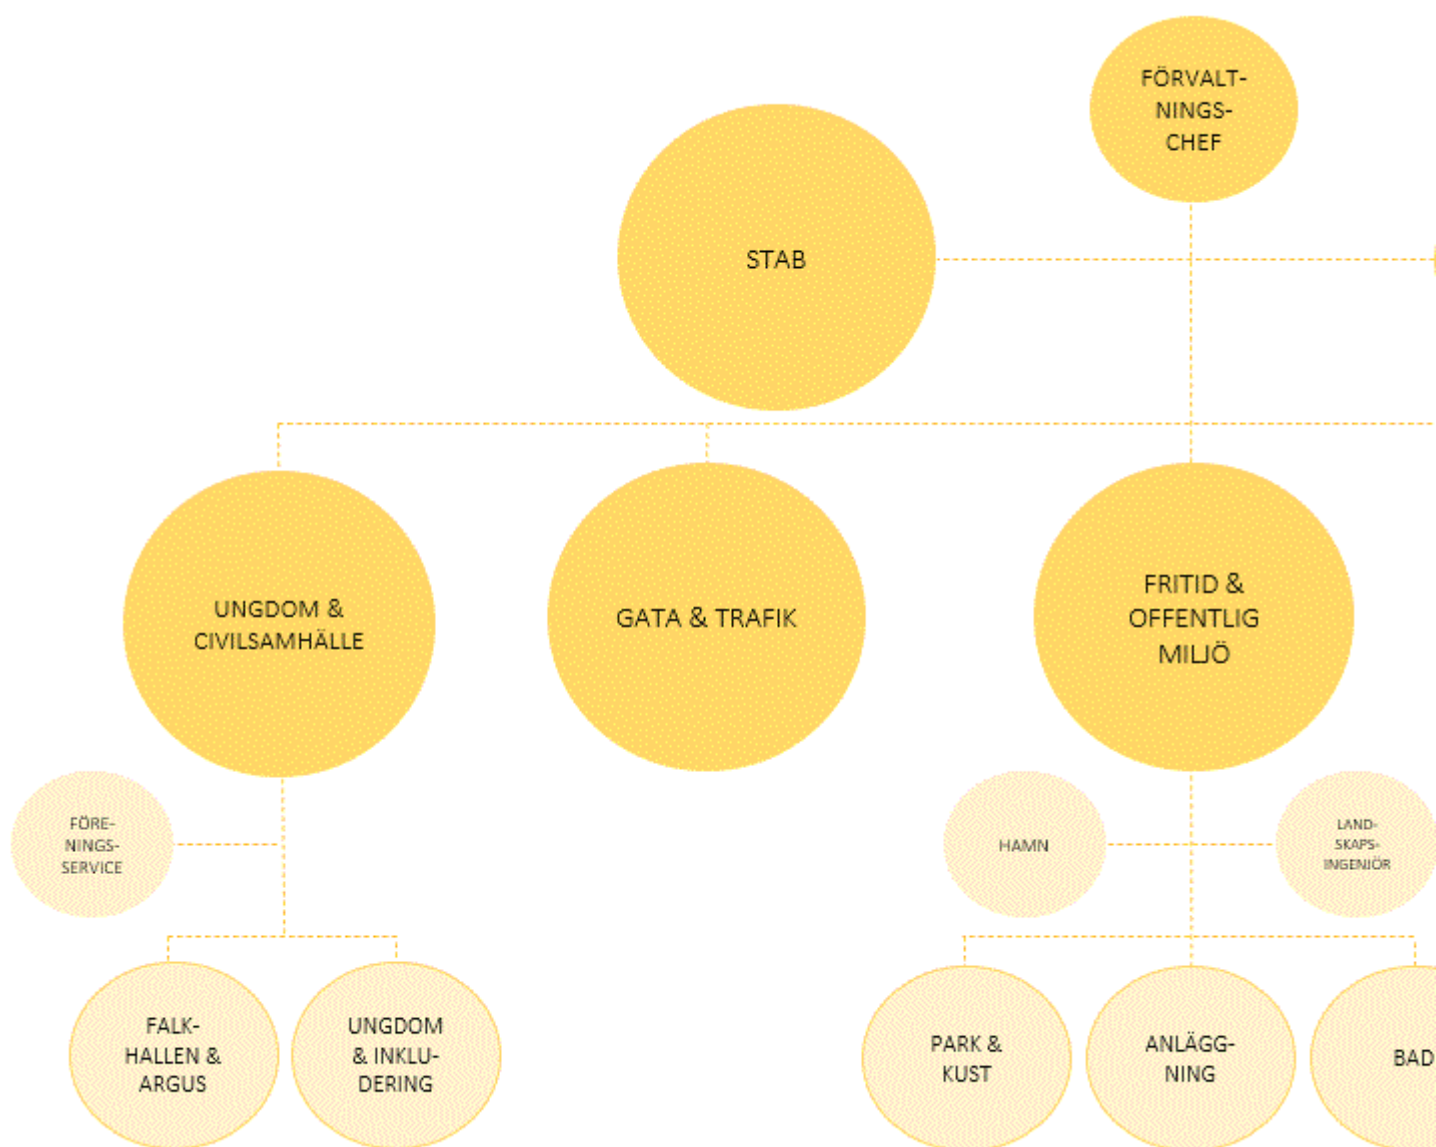 FÖRVALT-
NINGS-
CHEF
STAB
UNGDOM &
CIVILSAMHÄLLE
GATA & TRAFIK
FRITID &
OFFENTLIG
MILJÖ
FÖRE-
NINGS-
SERVICE
HAMN
LAND-
SKAPS-
INGENJÖR
FALK-
HALLEN &
ARGUS
UNGDOM
& INKLU-
DERING
PARK &
KUST
ANLÄGG-
NING
BAD